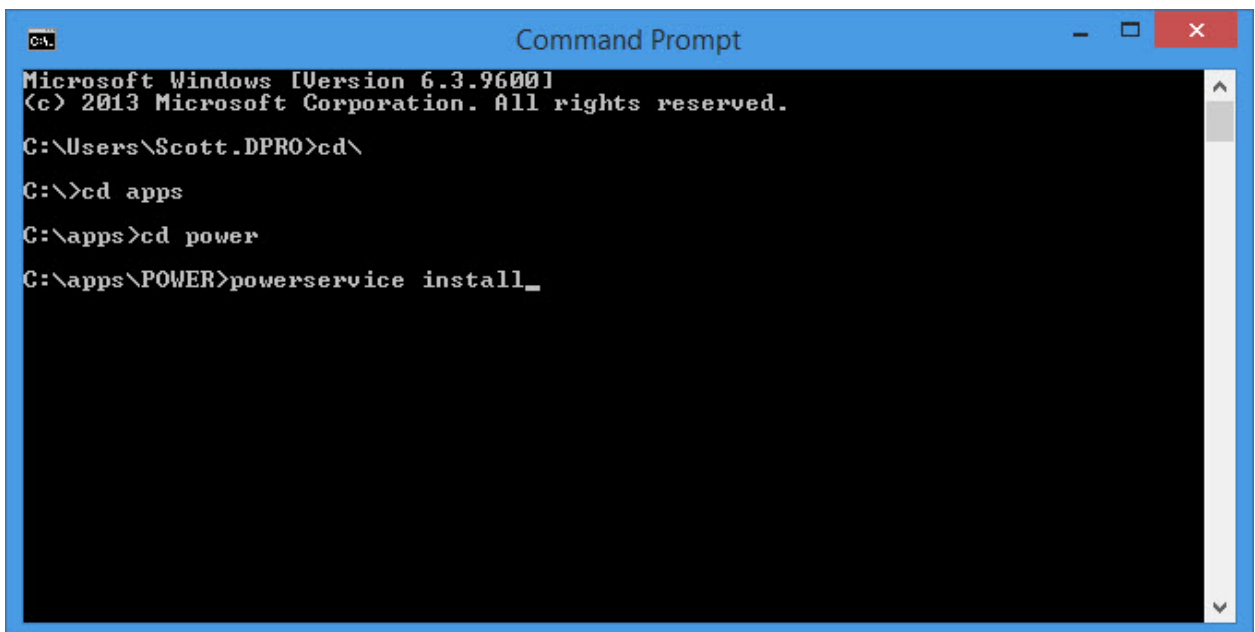 Command Prompt
Microsoft Windows [Version 6.3.9600]
(c) 2013 Microsoft Corporation. All rights reserved.
C:\Users\Scott.DPRO>cd\
C:\>cd apps
C:\apps>cd power
C:\apps\POWER>powerservice install_